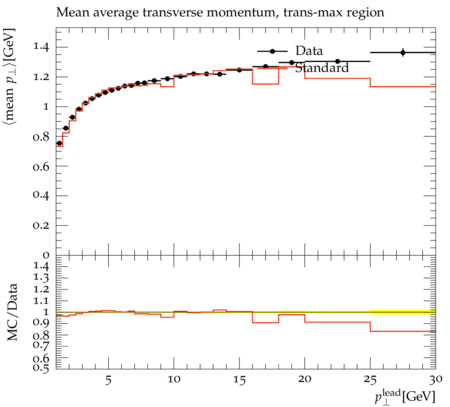 Mean average transverse momentum, trans-max region
⟨mean p⊥⟩[GeV]
1.4
1.2
1
0.8
0.6
0.4
0.2
0
Data
Standard
MC/Data
1.4
1.3
1.2
1.1
1
0.9
0.8
0.7
0.6
0.5
5 10 15 20 25 30
p⊥^lead[GeV]